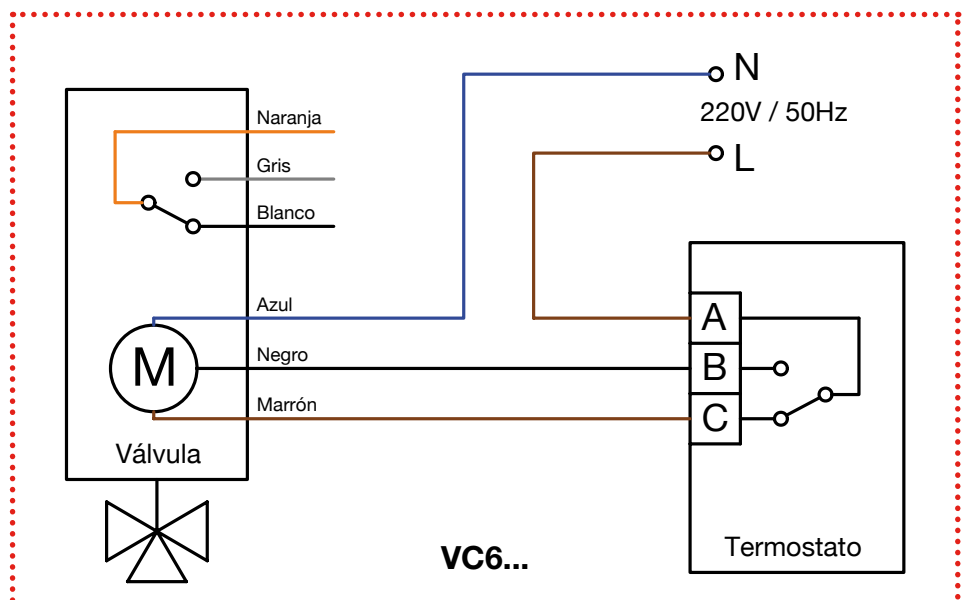 N
220V / 50Hz
L
Naranja
Gris
Blanco
Azul
Negro
Marrón
M
Válvula
A
B
C
Termostato
VC6...